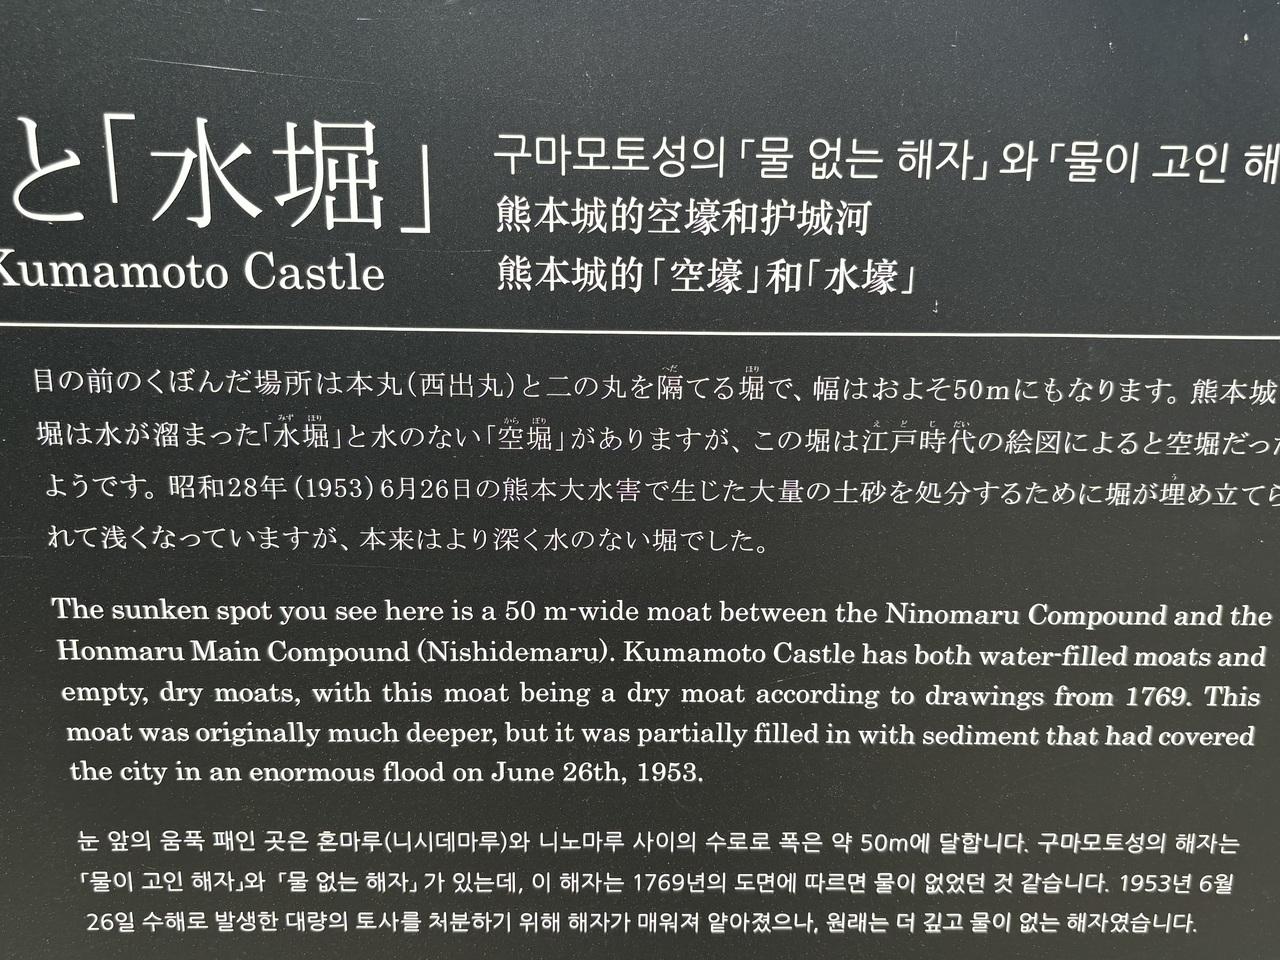 と「水堀」
Kumamoto Castle
구마모토성의「물 없는 해자」와「물이 고인 해
熊本城的空壕和护城河
熊本城的「空壕」和「水壕」
目の前のくぼんだ場所は本丸(西出丸)と二の丸を隔てる堀で、幅はおよそ50mにもなります。熊本城
堀は水が溜まった「水堀」と水のない「空堀」がありますが、この堀は江戸時代の絵図によると空堀だった
ようです。昭和28年(1953)6月26日の熊本大水害で生じた大量の土砂を処分するために堀が埋め立てら
れて浅くなっていますが、本来はより深く水のない堀でした。
The sunken spot you see here is a 50 m-wide moat between the Ninomaru Compound and the
Honmaru Main Compound (Nishidemaru). Kumamoto Castle has both water-filled moats and
empty, dry moats, with this moat being a dry moat according to drawings from 1769. This
moat was originally much deeper, but it was partially filled in with sediment that had covered
the city in an enormous flood on June 26th, 1953.
눈 앞의 움푹 패인 곳은 혼마루(니시데마루)와 니노마루 사이의 수로로 폭은 약 50m에 달합니다. 구마모토성의 해자는
「물이 고인 해자」와 「물 없는 해자」가 있는데, 이 해자는 1769년의 도면에 따르면 물이 없었던 것 같습니다. 1953년 6월
26일 수해로 발생한 대량의 토사를 처분하기 위해 해자가 매워져 얕아졌으나, 원래는 더 깊고 물이 없는 해자였습니다.